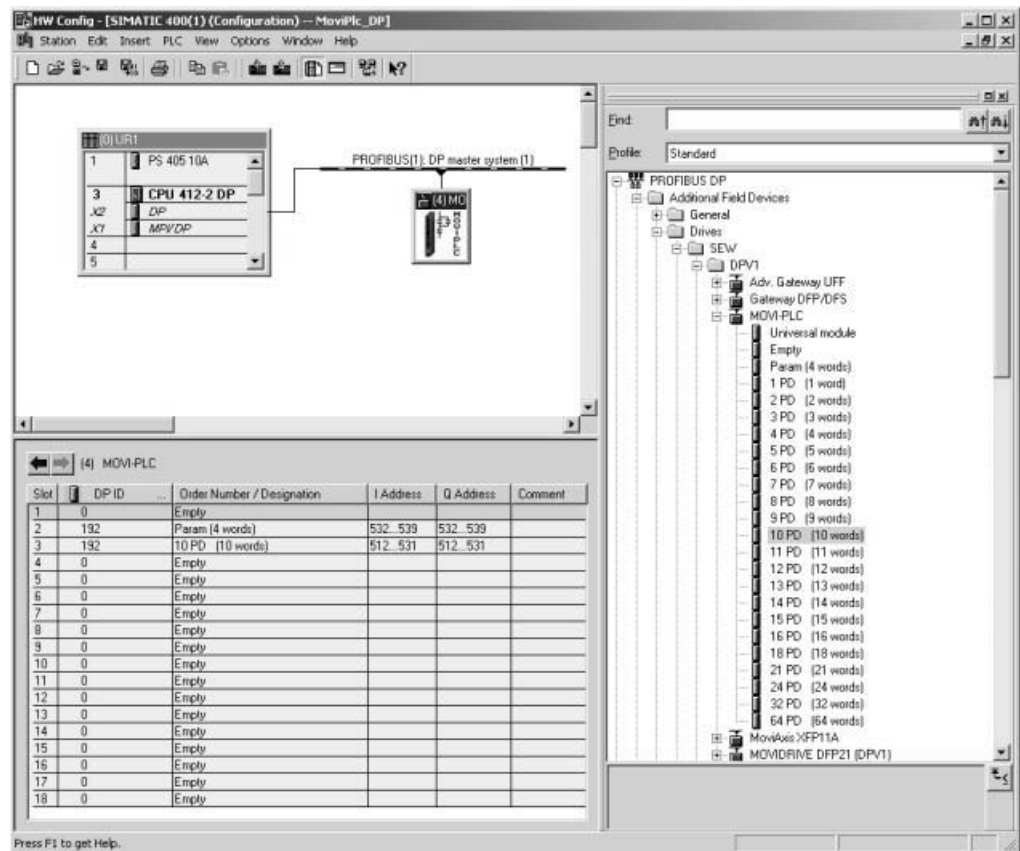 HW Config - [SIMATIC 400(1) (Configuration) -- MoviPlc_DP]
Station Edit Insert PLC View Options Window Help
(0) UR1
1 PS 405 10A
3 CPU 412-2 DP
X2 DP
X1 MPI/DP
4
5
PROFIBUS(1): DP master system (1)
(4) MO
MOVIPLC
Find:
Profile: Standard
PROFIBUS DP
Additional Field Devices
General
Drives
SEW
DPV1
Adv. Gateway UFF
Gateway DFP/DFS
MOVI-PLC
Universal module
Empty
Param (4 words)
1 PD (1 word)
2 PD (2 words)
3 PD (3 words)
4 PD (4 words)
5 PD (5 words)
6 PD (6 words)
7 PD (7 words)
8 PD (8 words)
9 PD (9 words)
10 PD (10 words)
11 PD (11 words)
12 PD (12 words)
13 PD (13 words)
14 PD (14 words)
15 PD (15 words)
16 PD (16 words)
18 PD (18 words)
21 PD (21 words)
24 PD (24 words)
32 PD (32 words)
64 PD (64 words)
MoviAxis XFP11A
MOVIDRIVE DFP21 (DPV1)
(4) MOVI-PLC
Slot DP ID ... Order Number / Designation I Address Q Address Comment
1 0 Empty
2 192 Param (4 words) 532...539 532...539
3 192 10 PD (10 words) 512...531 512...531
4 0 Empty
5 0 Empty
6 0 Empty
7 0 Empty
8 0 Empty
9 0 Empty
10 0 Empty
11 0 Empty
12 0 Empty
13 0 Empty
14 0 Empty
15 0 Empty
16 0 Empty
17 0 Empty
18 0 Empty
Press F1 to get Help.